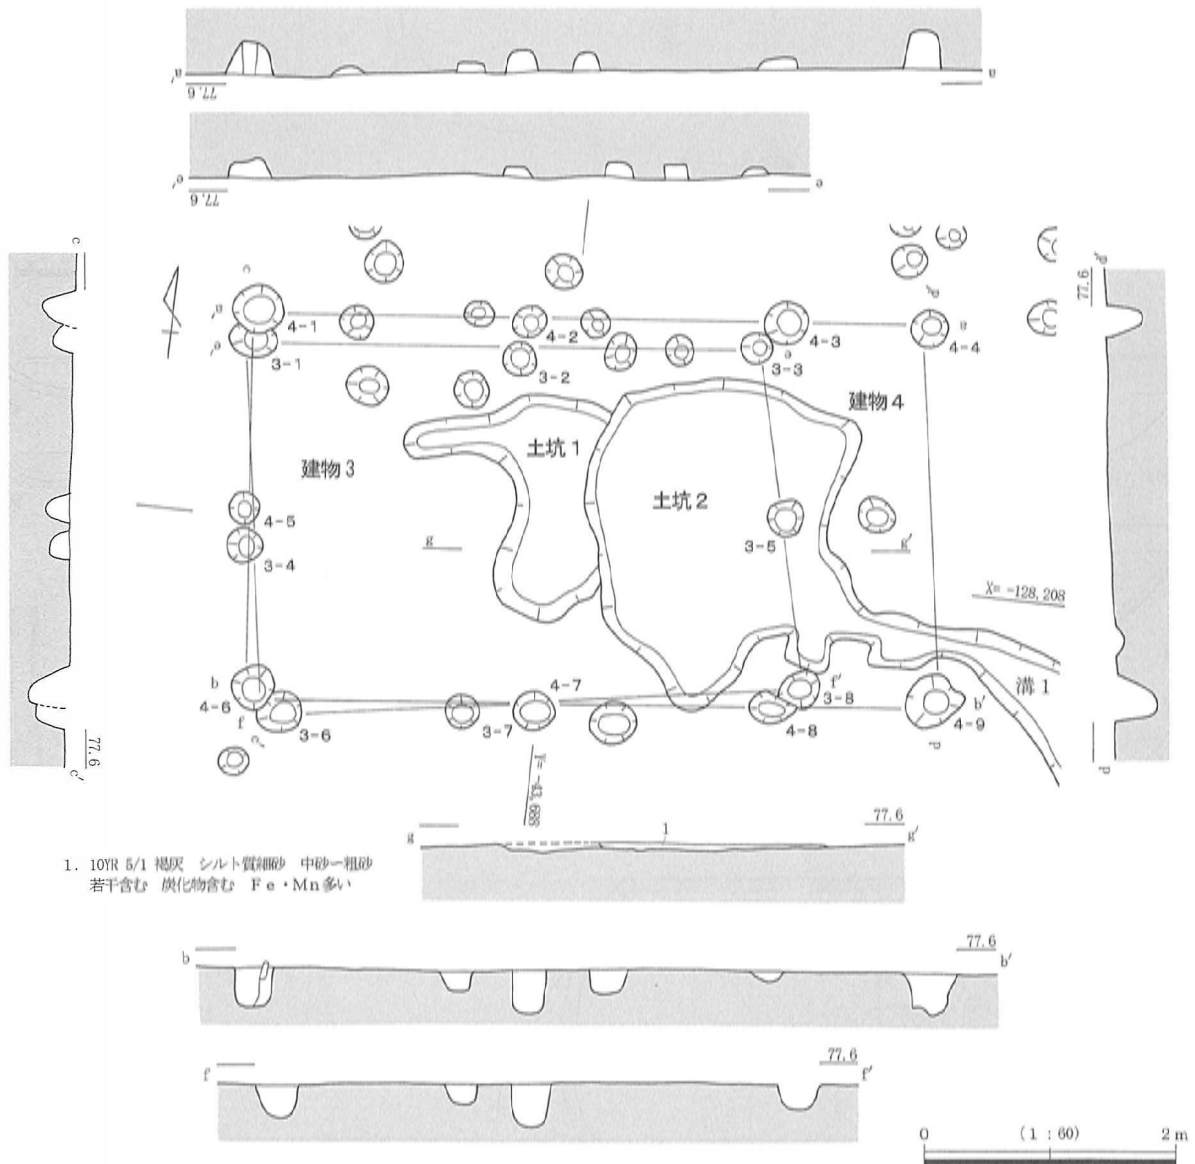 a'
77.6
a
e'
77.6
e
c
c
a'
4-1
4-2
4-3
d'
a
4-4
d'
77.6
e'
3-1
3-2
e
3-3
建物4
土坑1
建物3
土坑2
4-5
3-4
g
3-5
g'
X= -128,208
b
4-6
f
3-6
c'
3-7
4-7
f'
3-8
4-8
b'
4-9
d
溝1
d
77.6
c'
Y= -43,688
g
1
77.6
g'
1. 10YR 5/1 褐灰 シルト質細砂 中砂~粗砂
若干含む 炭化物含む Fe・Mn多い
b
77.6
b'
f
77.6
f'
0
(1:60)
2m